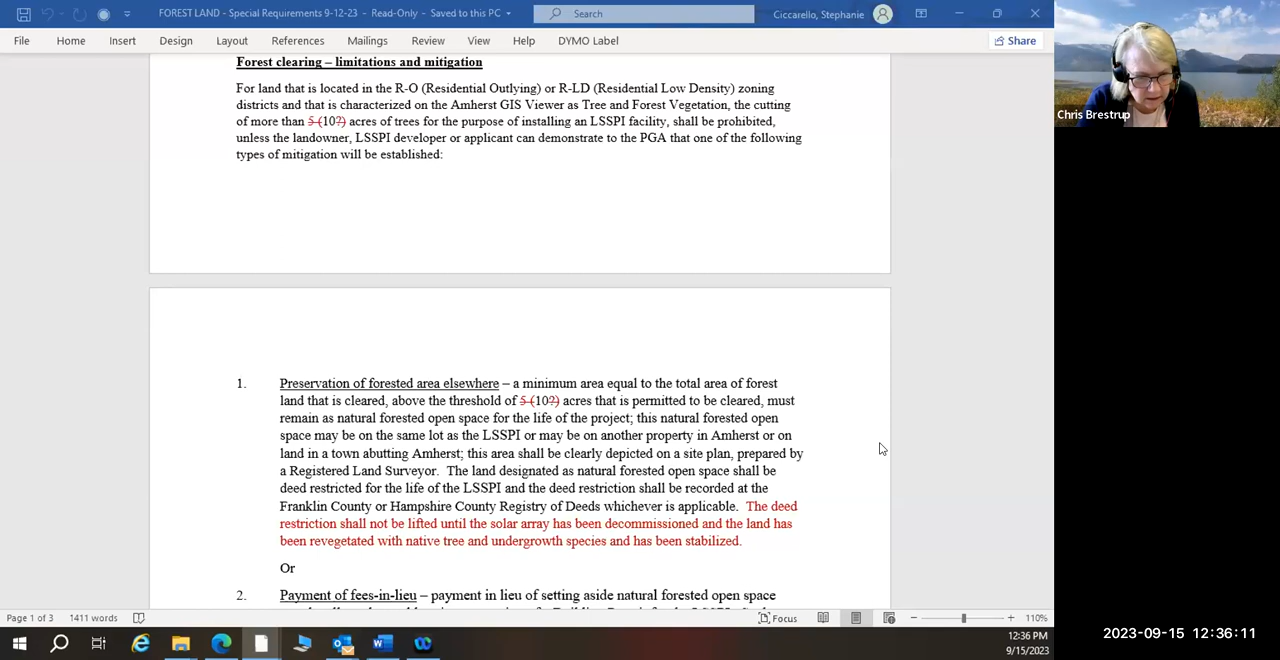 FOREST LAND - Special Requirements 9-12-23 - Read-Only - Saved to this PC
Search
Ciccarello, Stephanie
File Home Insert Design Layout References Mailings Review View Help DYMO Label
Share
Forest clearing – limitations and mitigation
For land that is located in the R-O (Residential Outlying) or R-LD (Residential Low Density) zoning
districts and that is characterized on the Amherst GIS Viewer as Tree and Forest Vegetation, the cutting
of more than 5 (10?) acres of trees for the purpose of installing an LSSPI facility, shall be prohibited,
unless the landowner, LSSPI developer or applicant can demonstrate to the PGA that one of the following
types of mitigation will be established:
1. Preservation of forested area elsewhere – a minimum area equal to the total area of forest
land that is cleared, above the threshold of 5 (10?) acres that is permitted to be cleared, must
remain as natural forested open space for the life of the project; this natural forested open
space may be on the same lot as the LSSPI or may be on another property in Amherst or on
land in a town abutting Amherst; this area shall be clearly depicted on a site plan, prepared by
a Registered Land Surveyor. The land designated as natural forested open space shall be
deed restricted for the life of the LSSPI and the deed restriction shall be recorded at the
Franklin County or Hampshire County Registry of Deeds whichever is applicable. The deed
restriction shall not be lifted until the solar array has been decommissioned and the land has
been revegetated with native tree and undergrowth species and has been stabilized.
Or
2. Payment of fees-in-lieu – payment in lieu of setting aside natural forested open space
Page 1 of 3 1411 words
Focus
110%
12:36 PM
9/15/2023
Chris Brestrup
2023-09-15 12:36:11